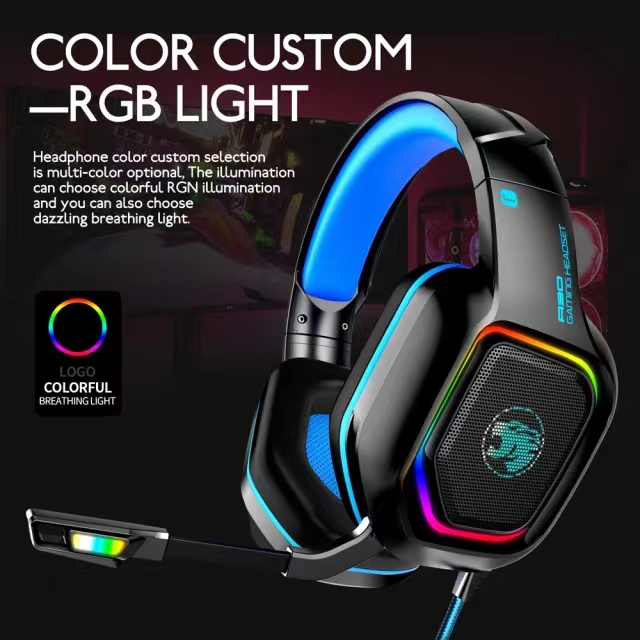 COLOR CUSTOM
—RGB LIGHT
Headphone color custom selection
is multi-color optional, The illumination
can choose colorful RGN illumination
and you can also choose
dazzling breathing light.
A30
GAMING HEADSET
LOGO
COLORFUL
BREATHING LIGHT